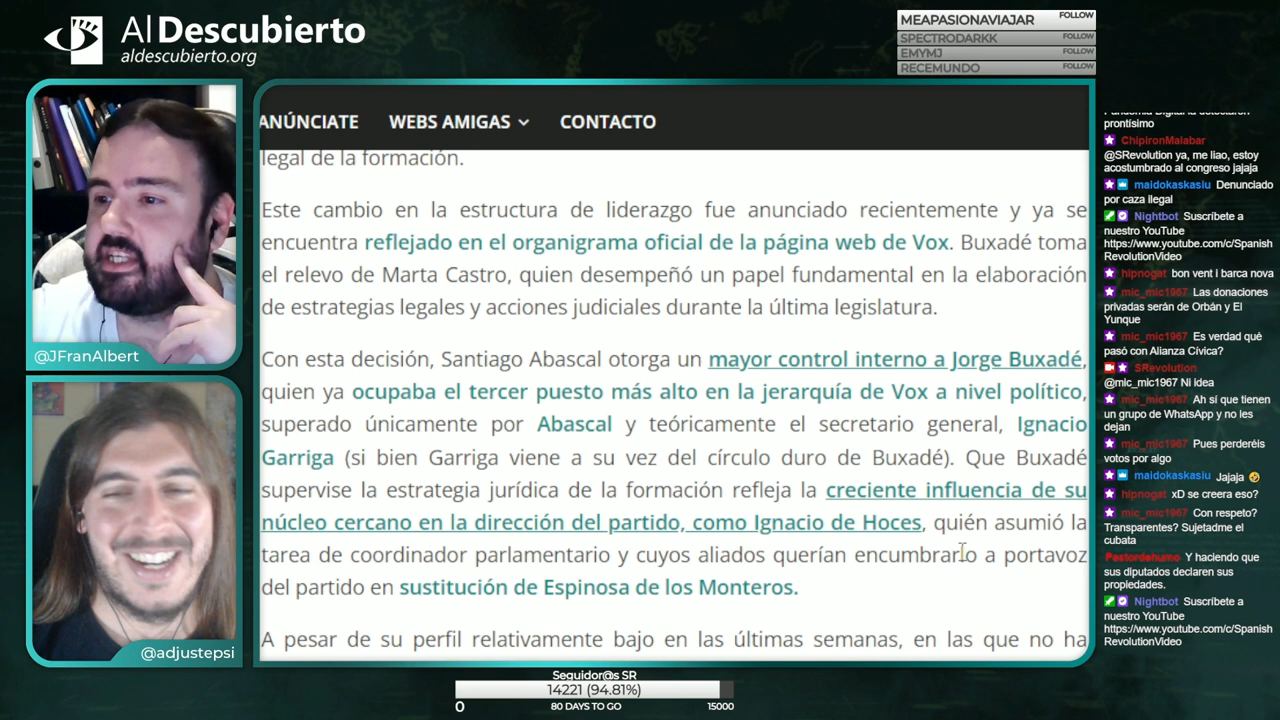 Al Descubierto
aldescubierto.org
MEAPASIONAVIAJAR FOLLOW
SPECTRODARKK FOLLOW
EMYMJ FOLLOW
RECEMUNDO FOLLOW
ANÚNCIATE WEBS AMIGAS CONTACTO
legal de la formación.
Este cambio en la estructura de liderazgo fue anunciado recientemente y ya se
encuentra reflejado en el organigrama oficial de la página web de Vox. Buxadé toma
el relevo de Marta Castro, quien desempeñó un papel fundamental en la elaboración
de estrategias legales y acciones judiciales durante la última legislatura.
Con esta decisión, Santiago Abascal otorga un mayor control interno a Jorge Buxadé,
quien ya ocupaba el tercer puesto más alto en la jerarquía de Vox a nivel político,
superado únicamente por Abascal y teóricamente el secretario general, Ignacio
Garriga (si bien Garriga viene a su vez del círculo duro de Buxadé). Que Buxadé
supervise la estrategia jurídica de la formación refleja la creciente influencia de su
núcleo cercano en la dirección del partido, como Ignacio de Hoces, quién asumió la
tarea de coordinador parlamentario y cuyos aliados querían encumbrarlo a portavoz
del partido en sustitución de Espinosa de los Monteros.
A pesar de su perfil relativamente bajo en las últimas semanas, en las que no ha
@JFranAlbert
@adjustepsi
Pandemia Digital la detectaron
prontísimo
ChipironMalabar
@SRevolution ya, me liao, estoy
acostumbrado al congreso jajaja
maidokaskasiu Denunciado
por caza ilegal
Nightbot Suscríbete a
nuestro YouTube
https://www.youtube.com/c/Spanish
RevolutionVideo
hipnogat bon vent i barca nova
mic_mic1967 Las donaciones
privadas serán de Orbán y El
Yunque
mic_mic1967 Es verdad qué
pasó con Alianza Cívica?
SRevolution
@mic_mic1967 Ni idea
mic_mic1967 Ah sí que tienen
un grupo de WhatsApp y no les
dejan
mic_mic1967 Pues perderéis
votos por algo
maidokaskasiu Jajaja 🤣
hipnogat xD se creera eso?
mic_mic1967 Con respeto?
Transparentes? Sujetadme el
cubata
Pastordehumo Y haciendo que
sus diputados declaren sus
propiedades.
Nightbot Suscríbete a
nuestro YouTube
https://www.youtube.com/c/Spanish
RevolutionVideo
Seguidor@s SR
14221 (94.81%)
0 80 DAYS TO GO 15000